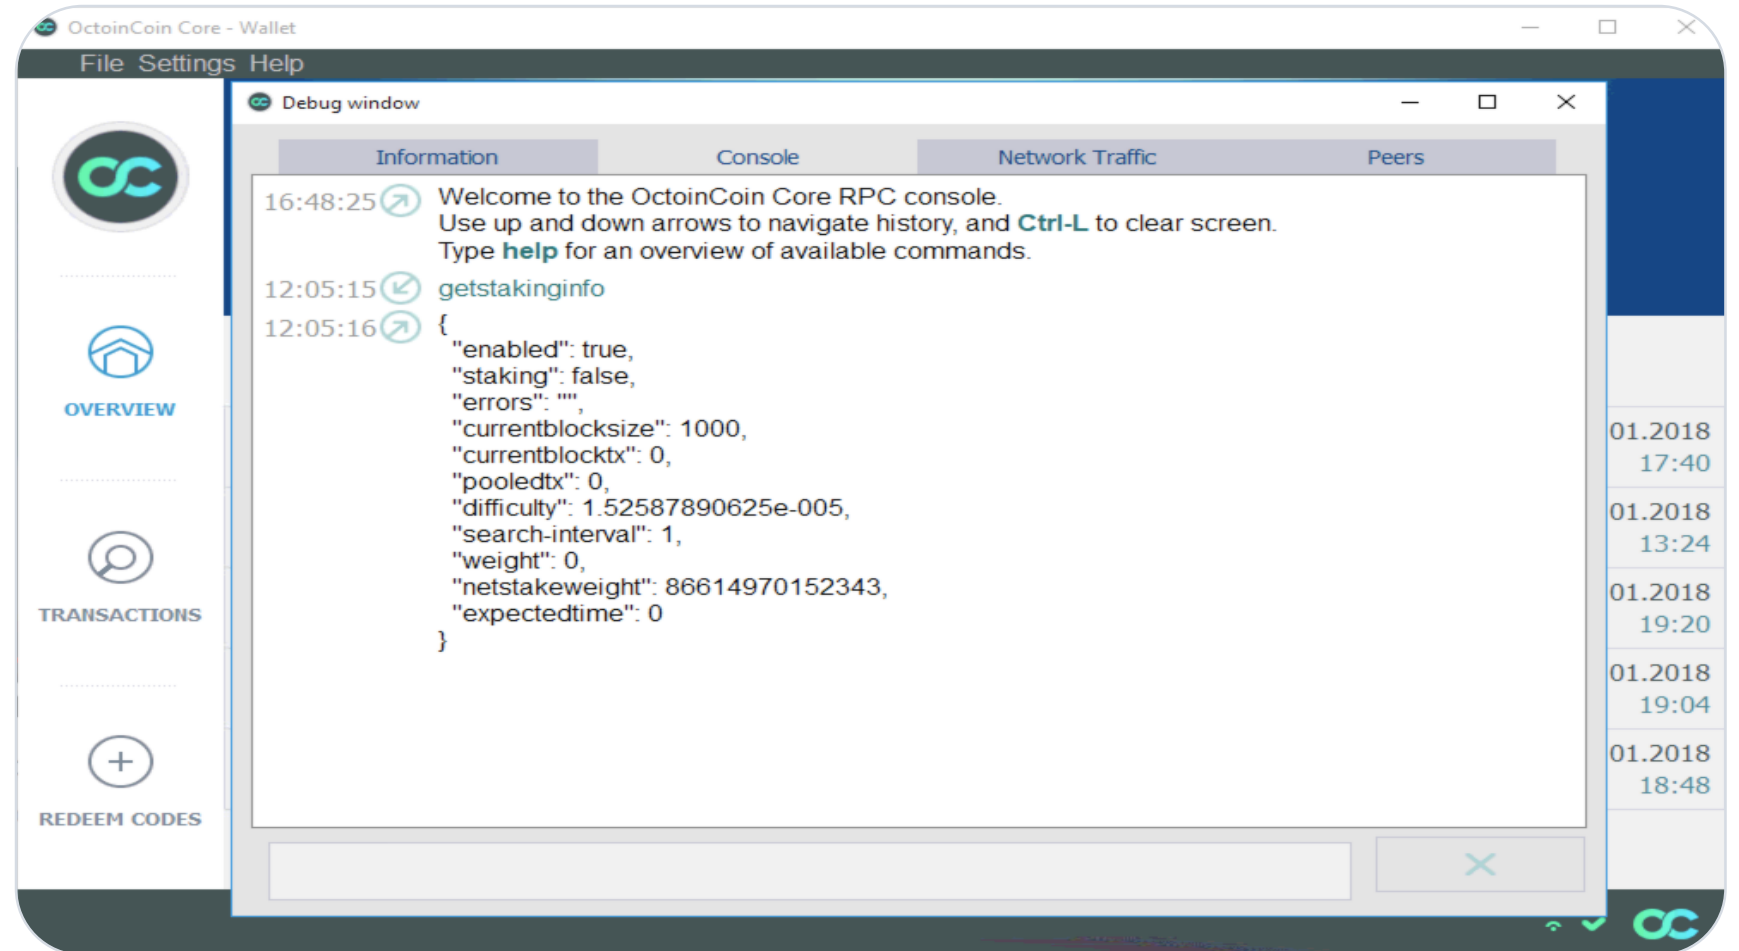 OctoinCoin Core - Wallet
File Settings Help
Debug window
Information Console Network Traffic Peers
16:48:25 Welcome to the OctoinCoin Core RPC console.
Use up and down arrows to navigate history, and Ctrl-L to clear screen.
Type help for an overview of available commands.
12:05:15 getstakinginfo
12:05:16 {
"enabled": true,
"staking": false,
"errors": "",
"currentblocksize": 1000,
"currentblocktx": 0,
"pooledtx": 0,
"difficulty": 1.52587890625e-005,
"search-interval": 1,
"weight": 0,
"netstakeweight": 86614970152343,
"expectedtime": 0
}
OVERVIEW
TRANSACTIONS
REDEEM CODES
01.2018
17:40
01.2018
13:24
01.2018
19:20
01.2018
19:04
01.2018
18:48